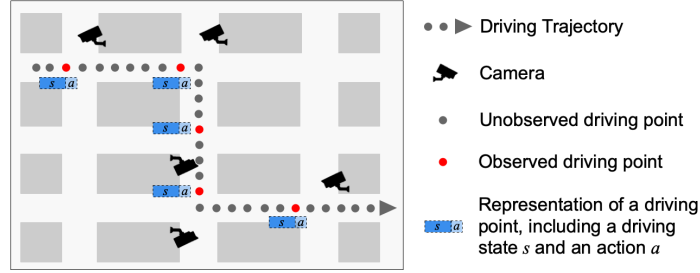 s a
s a
s a
s a
s a
Driving Trajectory
Camera
Unobserved driving point
Observed driving point
s a
Representation of a driving
point, including a driving
state s and an action a